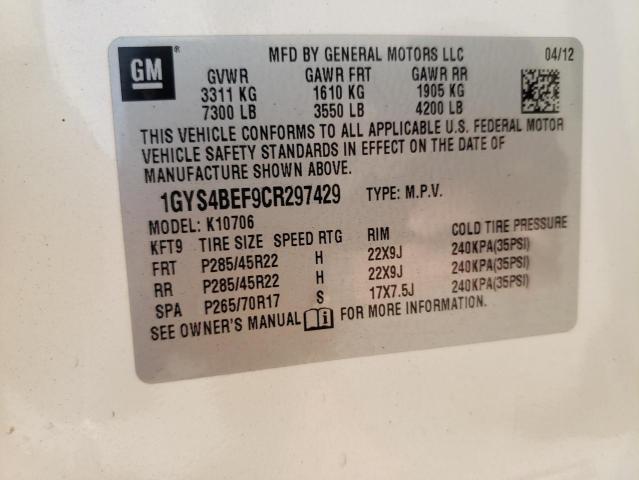 GM ® MFD BY GENERAL MOTORS LLC 04/12
GVWR GAWR FRT GAWR RR
3311 KG 1610 KG 1905 KG
7300 LB 3550 LB 4200 LB
THIS VEHICLE CONFORMS TO ALL APPLICABLE U.S. FEDERAL MOTOR
VEHICLE SAFETY STANDARDS IN EFFECT ON THE DATE OF
MANUFACTURE SHOWN ABOVE.
1GYS4BEF9CR297429 TYPE: M.P.V.
MODEL: K10706
KFT9 TIRE SIZE SPEED RTG RIM COLD TIRE PRESSURE
FRT P285/45R22 H 22X9J 240KPA(35PSI)
RR P285/45R22 H 22X9J 240KPA(35PSI)
SPA P265/70R17 S 17X7.5J 240KPA(35PSI)
SEE OWNER'S MANUAL i FOR MORE INFORMATION.